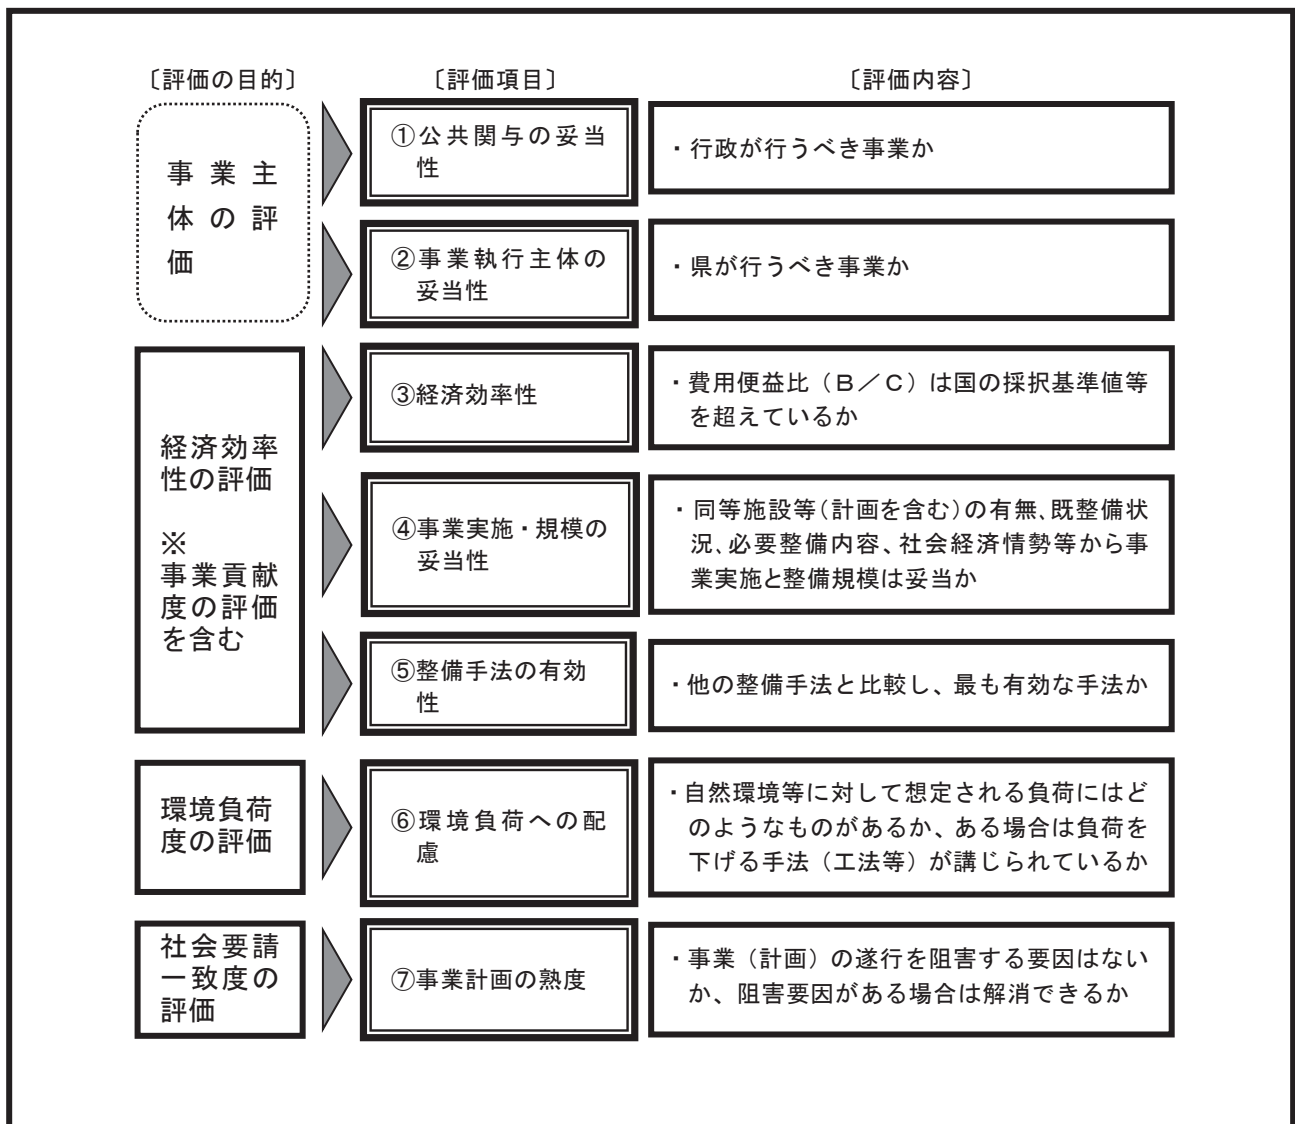 〔評価の目的〕
〔評価項目〕
〔評価内容〕
事業主
体の評
価
①公共関与の妥当
性
・行政が行うべき事業か
②事業執行主体の
妥当性
・県が行うべき事業か
経済効率
性の評価
※
事業貢献
度の評価
を含む
③経済効率性
・費用便益比（Ｂ／Ｃ）は国の採択基準値等
を超えているか
④事業実施・規模の
妥当性
・同等施設等(計画を含む)の有無、既整備状
況、必要整備内容、社会経済情勢等から事
業実施と整備規模は妥当か
⑤整備手法の有効
性
・他の整備手法と比較し、最も有効な手法か
環境負荷
度の評価
⑥環境負荷への配
慮
・自然環境等に対して想定される負荷にはど
のようなものがあるか、ある場合は負荷を
下げる手法（工法等）が講じられているか
社会要請
一致度の
評価
⑦事業計画の熟度
・事業（計画）の遂行を阻害する要因はない
か、阻害要因がある場合は解消できるか